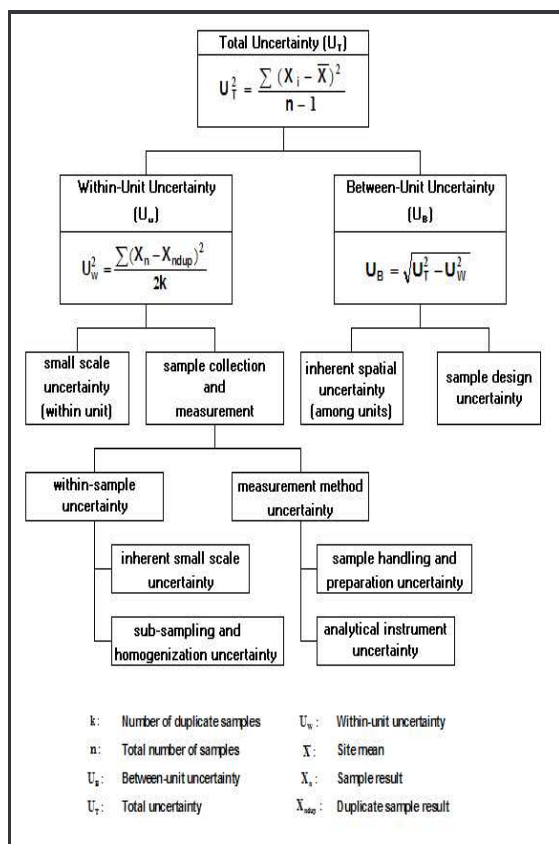 Total Uncertainty (U_T)
U_T^2 = ∑ (X_i − X̄)^2 / n − 1
Within-Unit Uncertainty
(U_w)
U_w^2 = ∑(X_n − X_ndup)^2 / 2k
Between-Unit Uncertainty
(U_B)
U_B = √(U_T^2 − U_W^2)
small scale
uncertainty
(within unit)
sample collection
and
measurement
inherent spatial
uncertainty
(among units)
sample design
uncertainty
within-sample
uncertainty
measurement method
uncertainty
inherent small scale
uncertainty
sample handling and
preparation uncertainty
sub-sampling and
homogenization uncertainty
analytical instrument
uncertainty
k: Number of duplicate samples
n: Total number of samples
U_B: Between-unit uncertainty
U_T: Total uncertainty
U_W: Within-unit uncertainty
X̄: Site mean
X_n: Sample result
X_ndup: Duplicate sample result